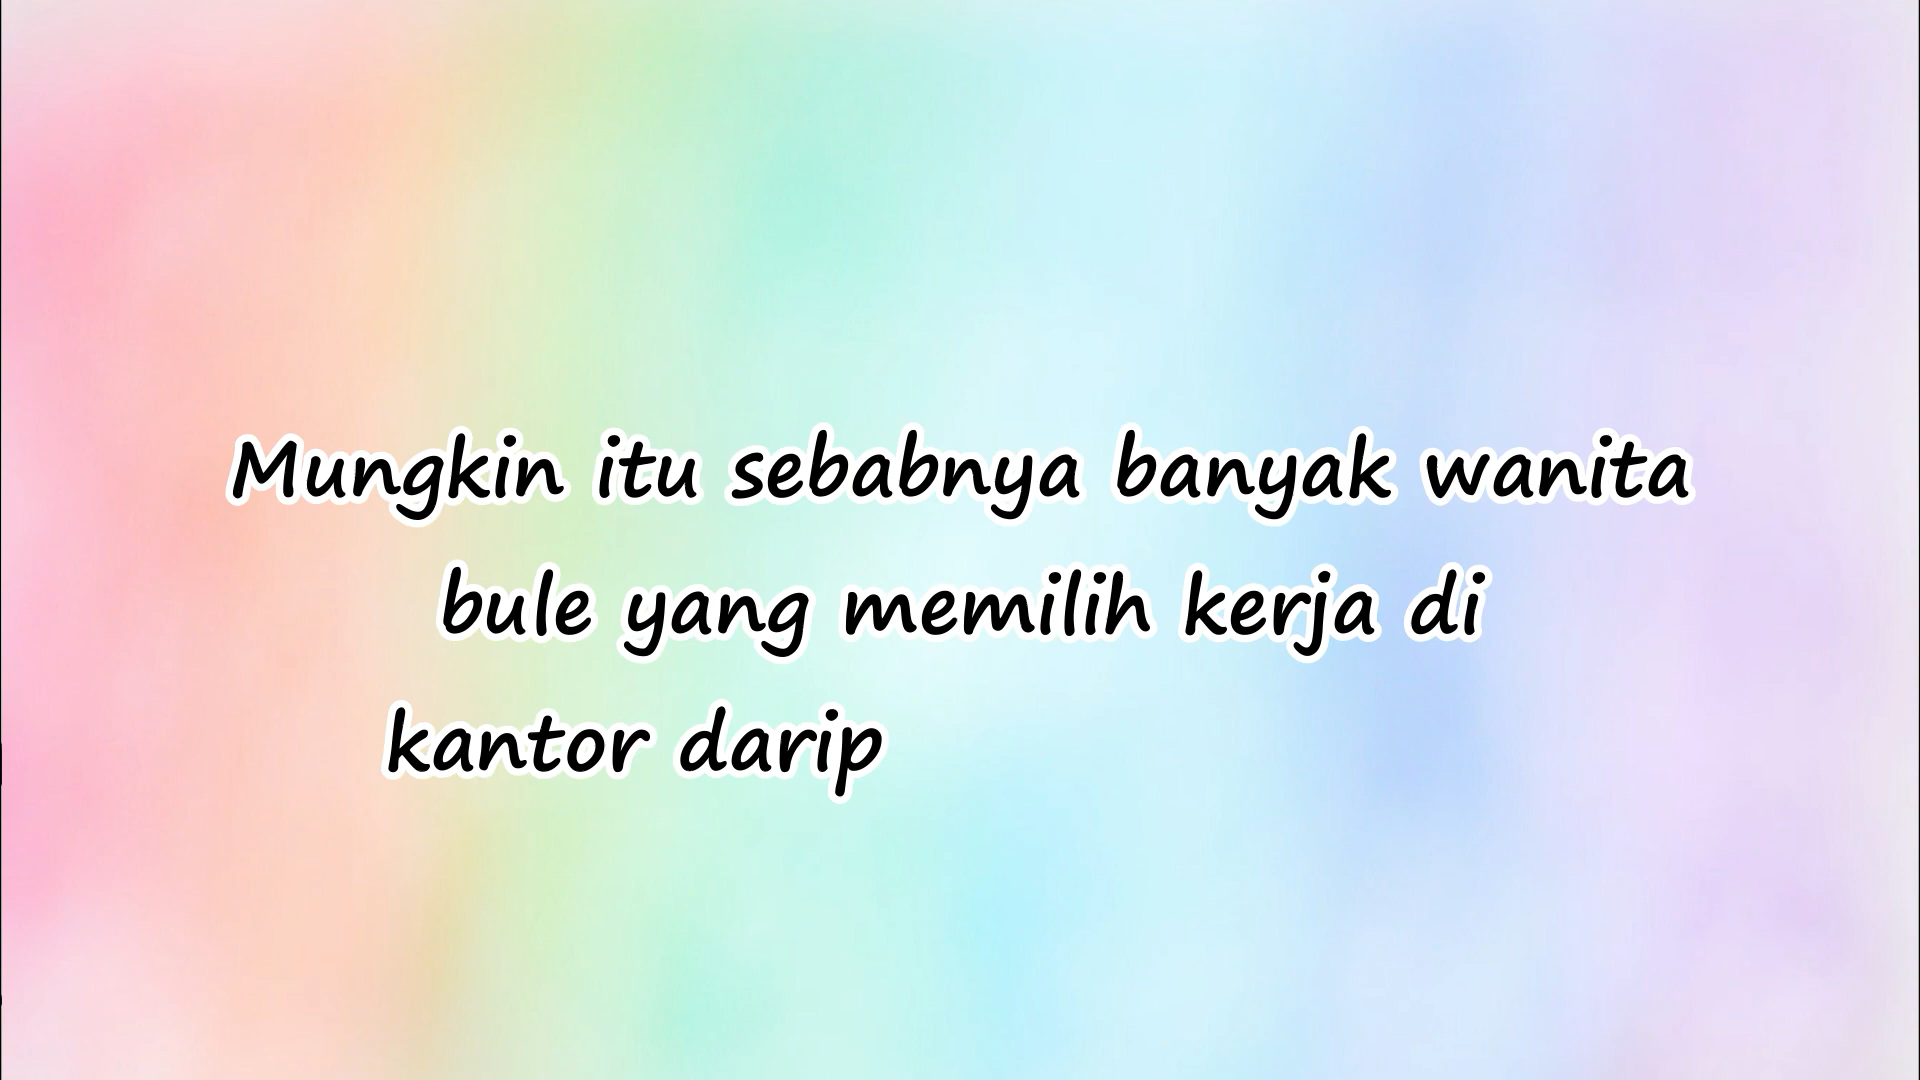 Mungkin itu sebabnya banyak wanita
bule yang memilih kerja di
kantor darip